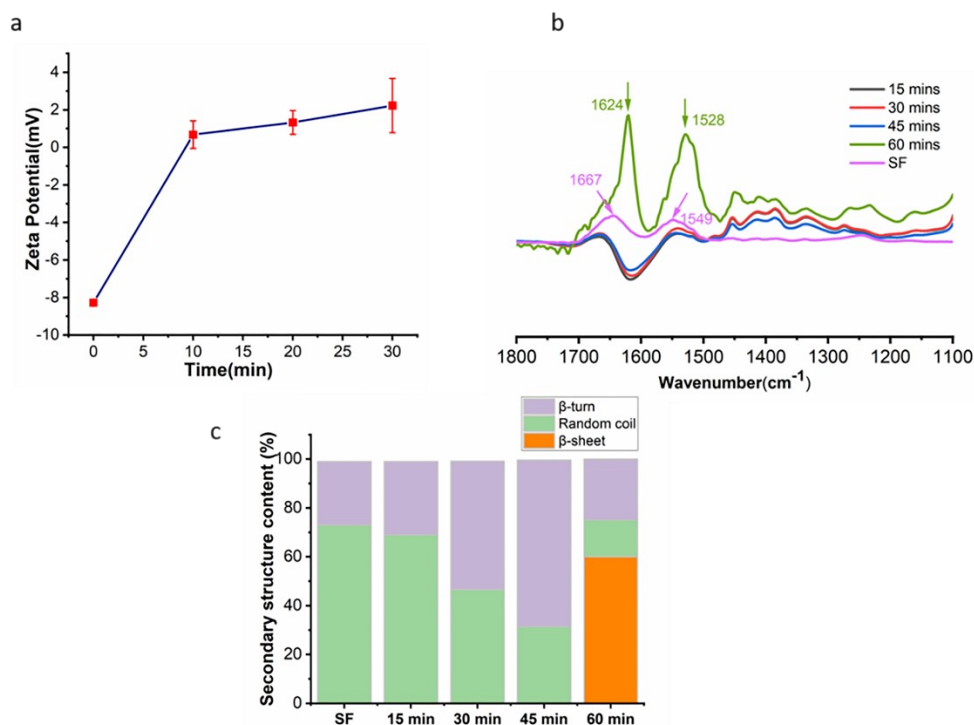 a
4
2
0
-2
-4
-6
-8
-10
Zeta Potential(mV)
0 5 10 15 20 25 30
Time(min)
b
1624
1528
1667
1549
15 mins
30 mins
45 mins
60 mins
SF
1800 1700 1600 1500 1400 1300 1200 1100
Wavenumber(cm⁻¹)
c
β-turn
Random coil
β-sheet
100
80
60
40
20
0
Secondary structure content (%)
SF 15 min 30 min 45 min 60 min